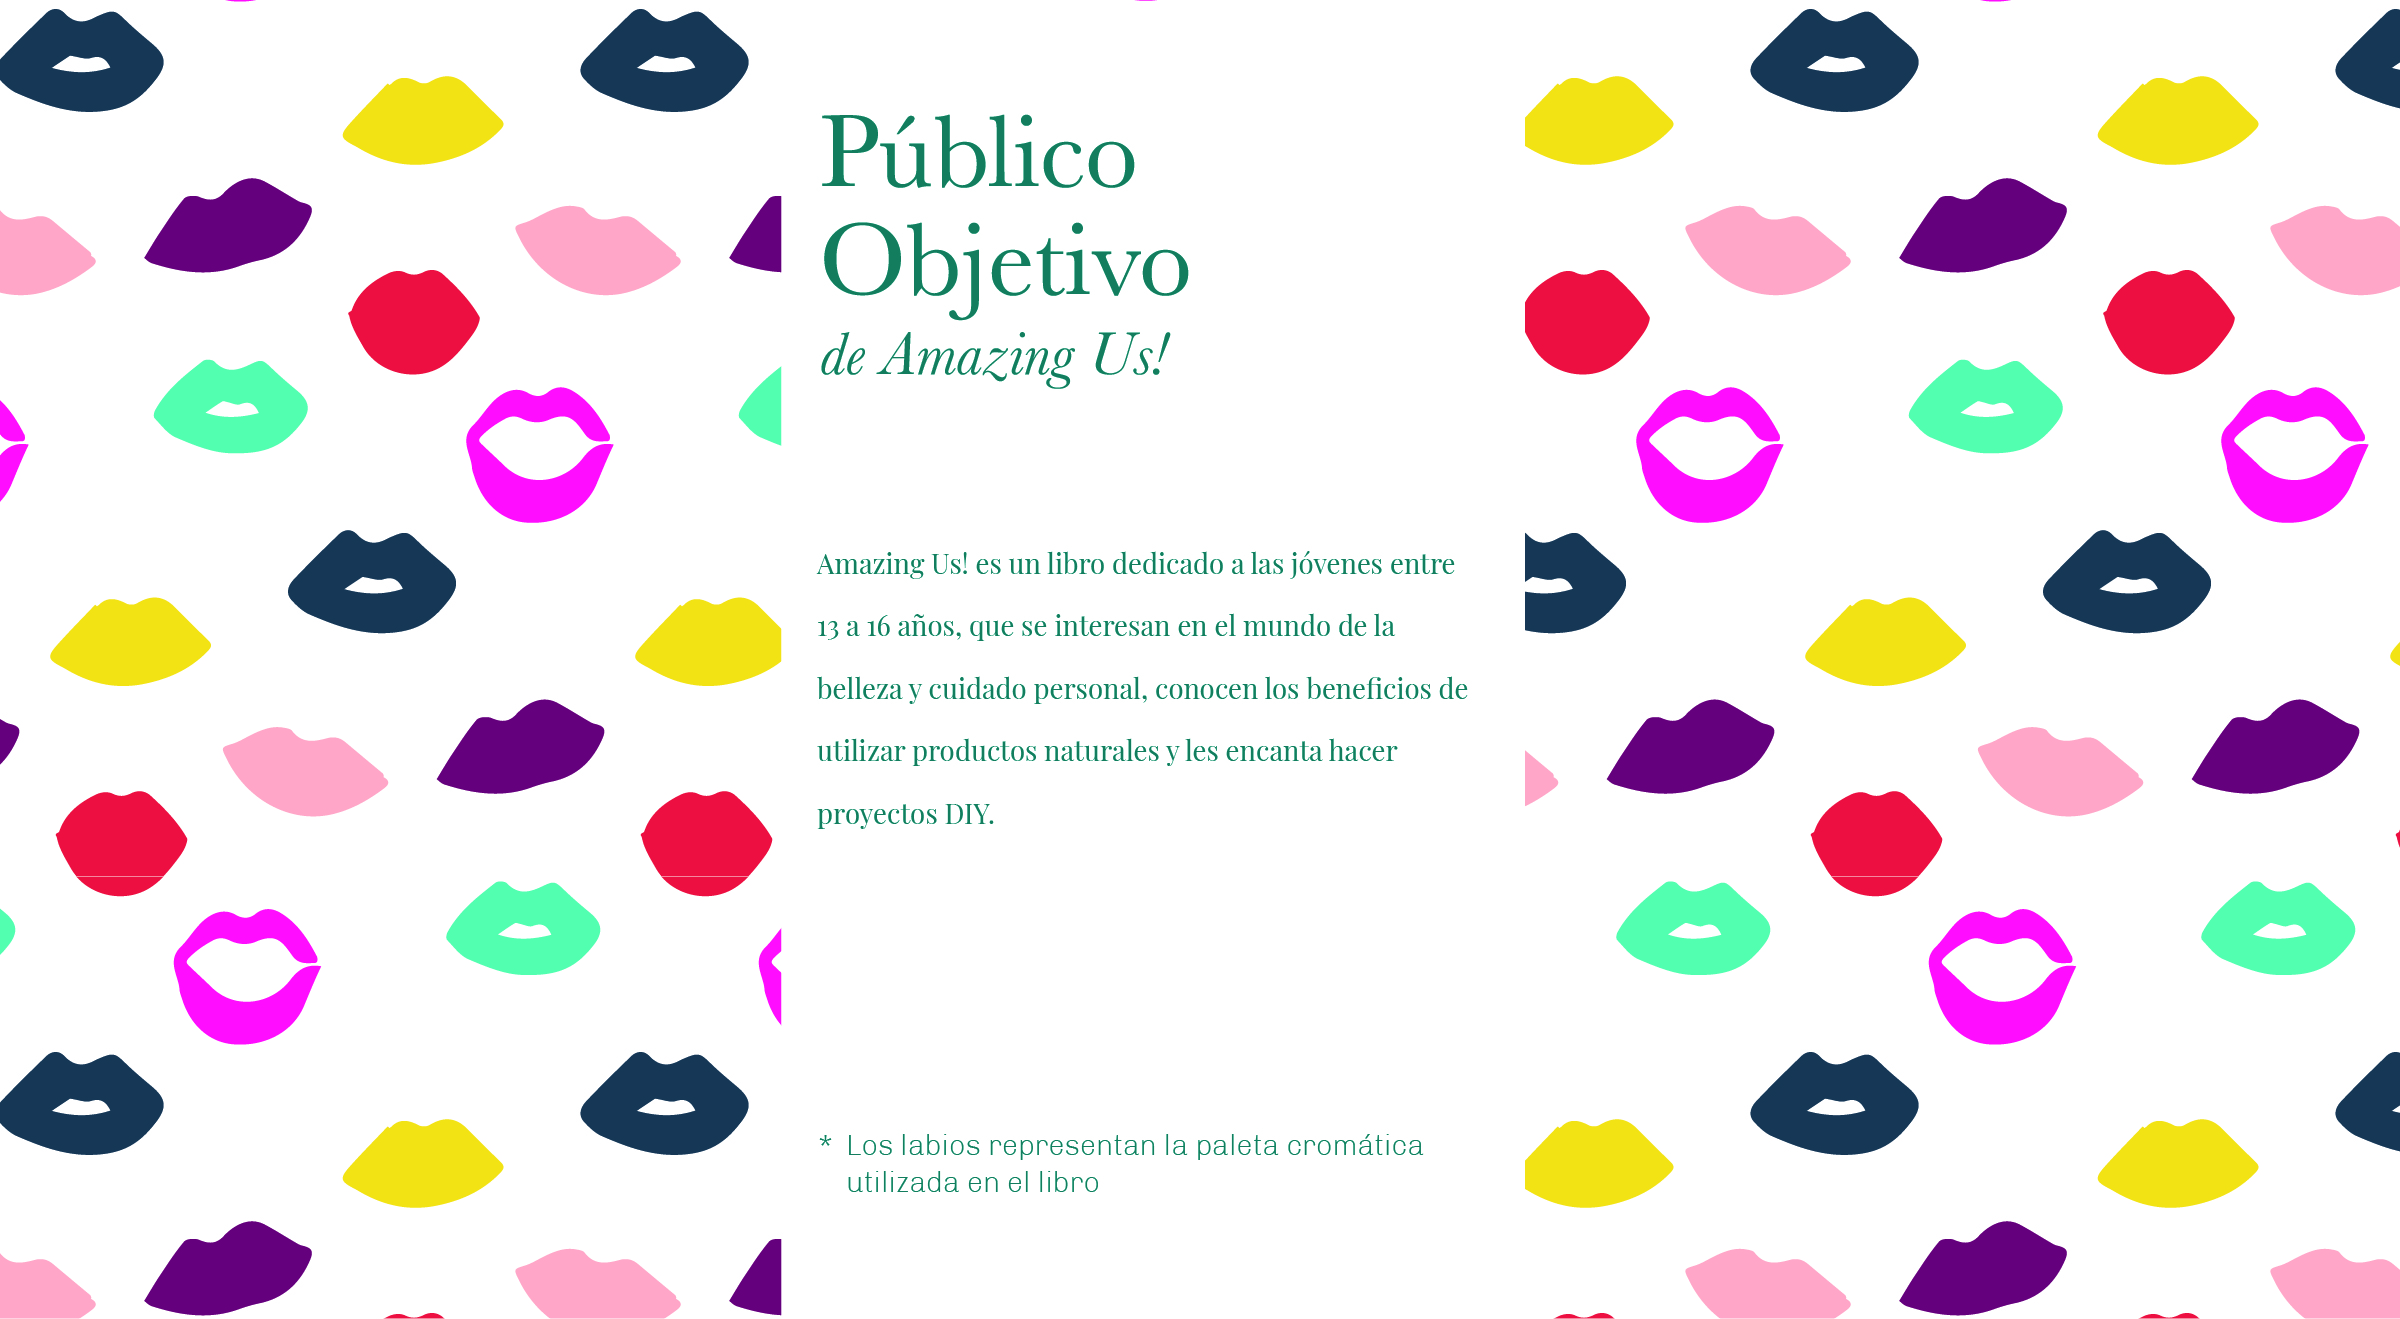 Público
Objetivo
de Amazing Us!
Amazing Us! es un libro dedicado a las jóvenes entre
13 a 16 años, que se interesan en el mundo de la
belleza y cuidado personal, conocen los beneficios de
utilizar productos naturales y les encanta hacer
proyectos DIY.
* Los labios representan la paleta cromática
utilizada en el libro